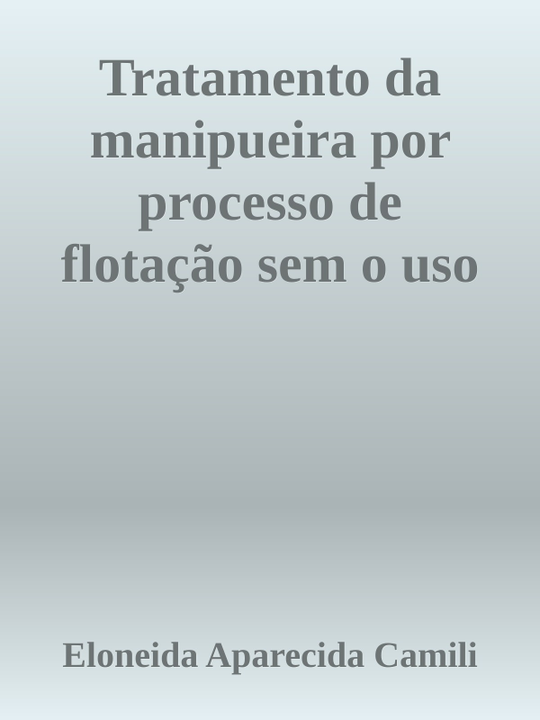 Tratamento da
manipueira por
processo de
flotação sem o uso
Eloneida Aparecida Camili